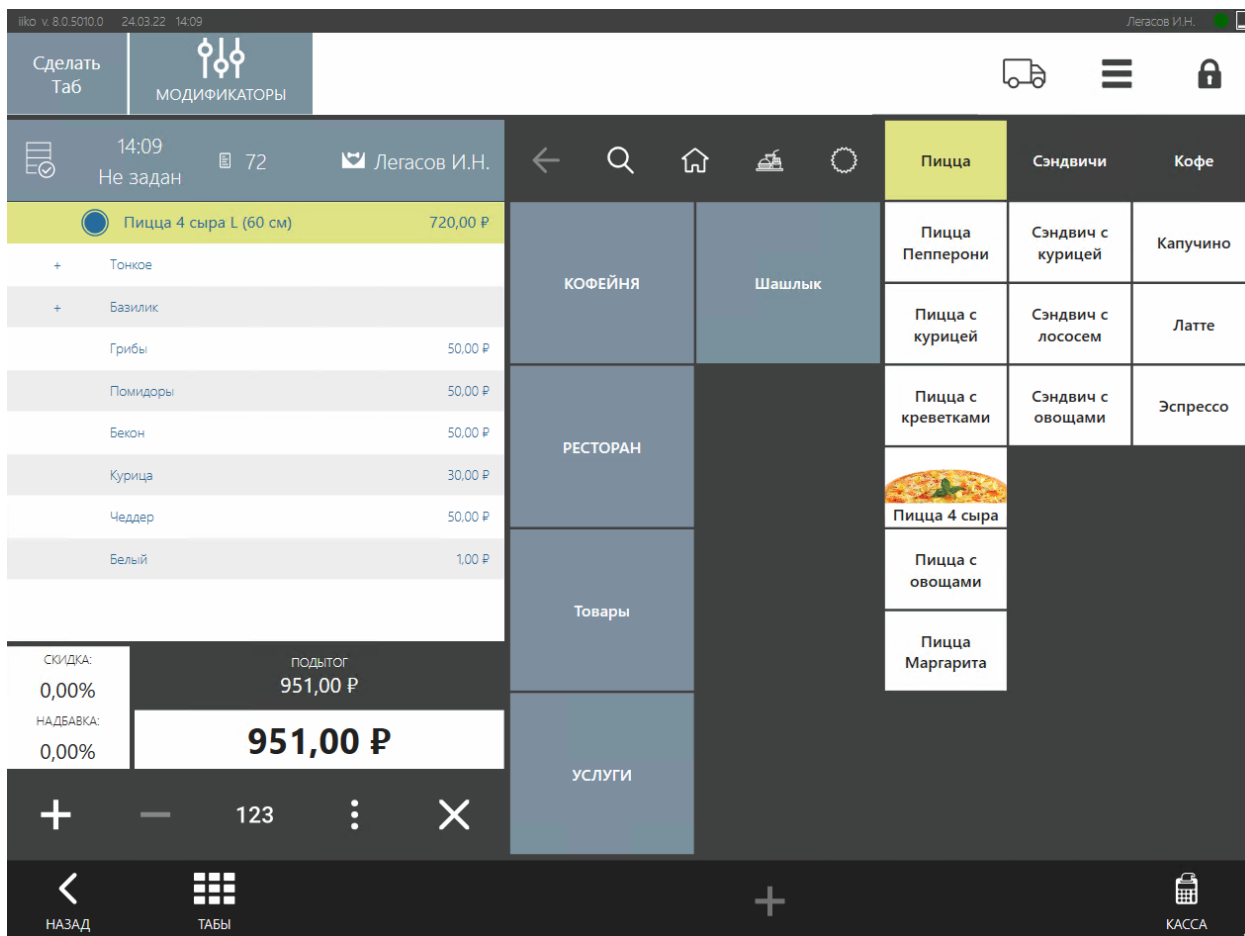 iiko v. 8.0.5010.0 24.03.22 14:09 Легасов И.Н.
Сделать
Таб
МОДИФИКАТОРЫ
14:09
Не задан
72
Легасов И.Н.
Пицца 4 сыра L (60 см) 720,00 ₽
+ Тонкое
+ Базилик
Грибы 50,00 ₽
Помидоры 50,00 ₽
Бекон 50,00 ₽
Курица 30,00 ₽
Чеддер 50,00 ₽
Белый 1,00 ₽
СКИДКА:
0,00%
НАДБАВКА:
0,00%
ПОДЫТОГ
951,00 ₽
951,00 ₽
123
КОФЕЙНЯ
Шашлык
РЕСТОРАН
Товары
УСЛУГИ
Пицца Сэндвичи Кофе
Пицца
Пепперони
Сэндвич с
курицей
Капучино
Пицца с
курицей
Сэндвич с
лососем
Латте
Пицца с
креветками
Сэндвич с
овощами
Эспрессо
Пицца 4 сыра
Пицца с
овощами
Пицца
Маргарита
НАЗАД
ТАБЫ
КАССА